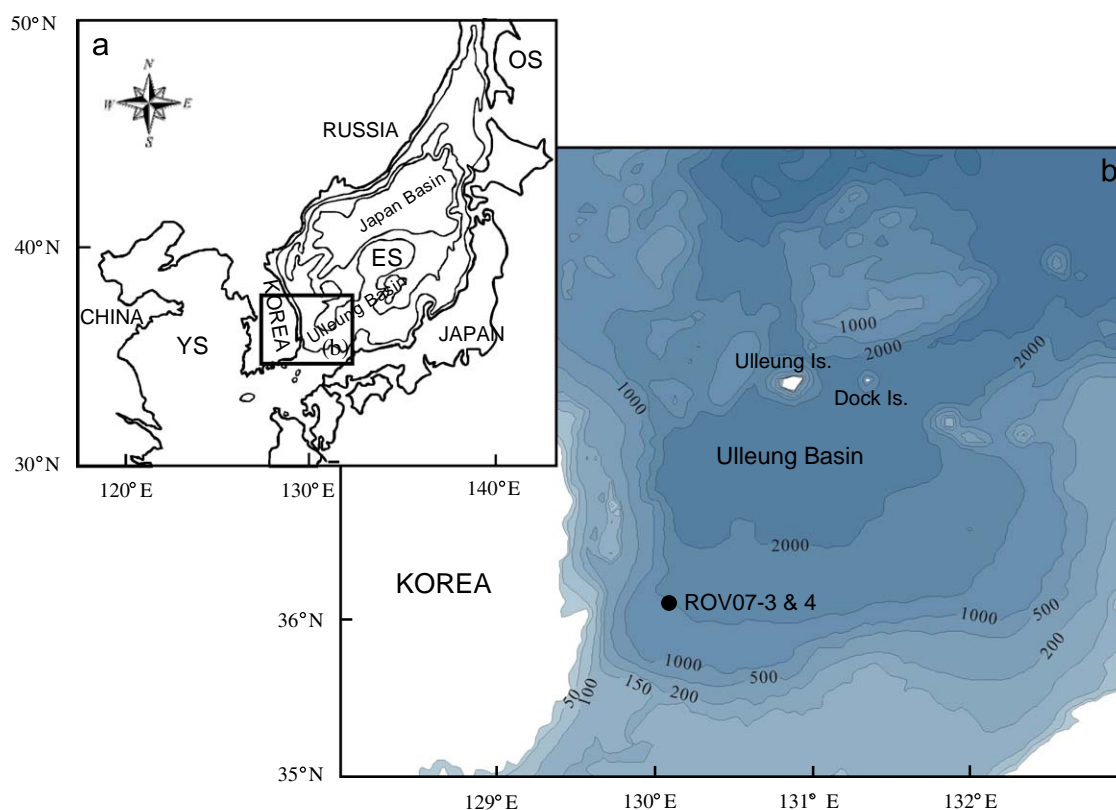 50° N
a
OS
N
W
E
S
RUSSIA
Japan Basin
40° N
ES
KOREA
Ulleung Basin
(b)
CHINA
YS
JAPAN
30° N
120° E
130° E
140° E
b
1000
2000
2000
Ulleung Is.
Dock Is.
1000
Ulleung Basin
2000
KOREA
ROV07-3 & 4
36° N
1000
500
200
1000
500
150
200
50
100
35° N
129° E
130° E
131° E
132° E